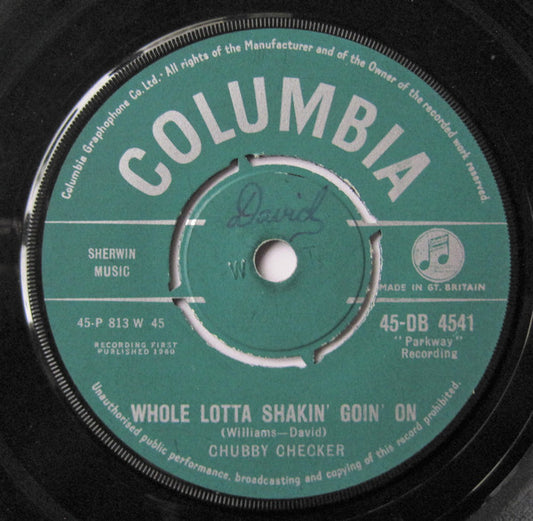 Columbia Graphophone Co. Ltd. · All rights of the Manufacturer and of the Owner of the recorded work reserved.
COLUMBIA
David
W
SHERWIN
MUSIC
MADE IN GT. BRITAIN
45-P 813 W 45
45-DB 4541
"Parkway"
Recording
RECORDING FIRST
PUBLISHED 1960
WHOLE LOTTA SHAKIN' GOIN' ON
(Williams—David)
CHUBBY CHECKER
Unauthorised public performance, broadcasting and copying of this record prohibited.